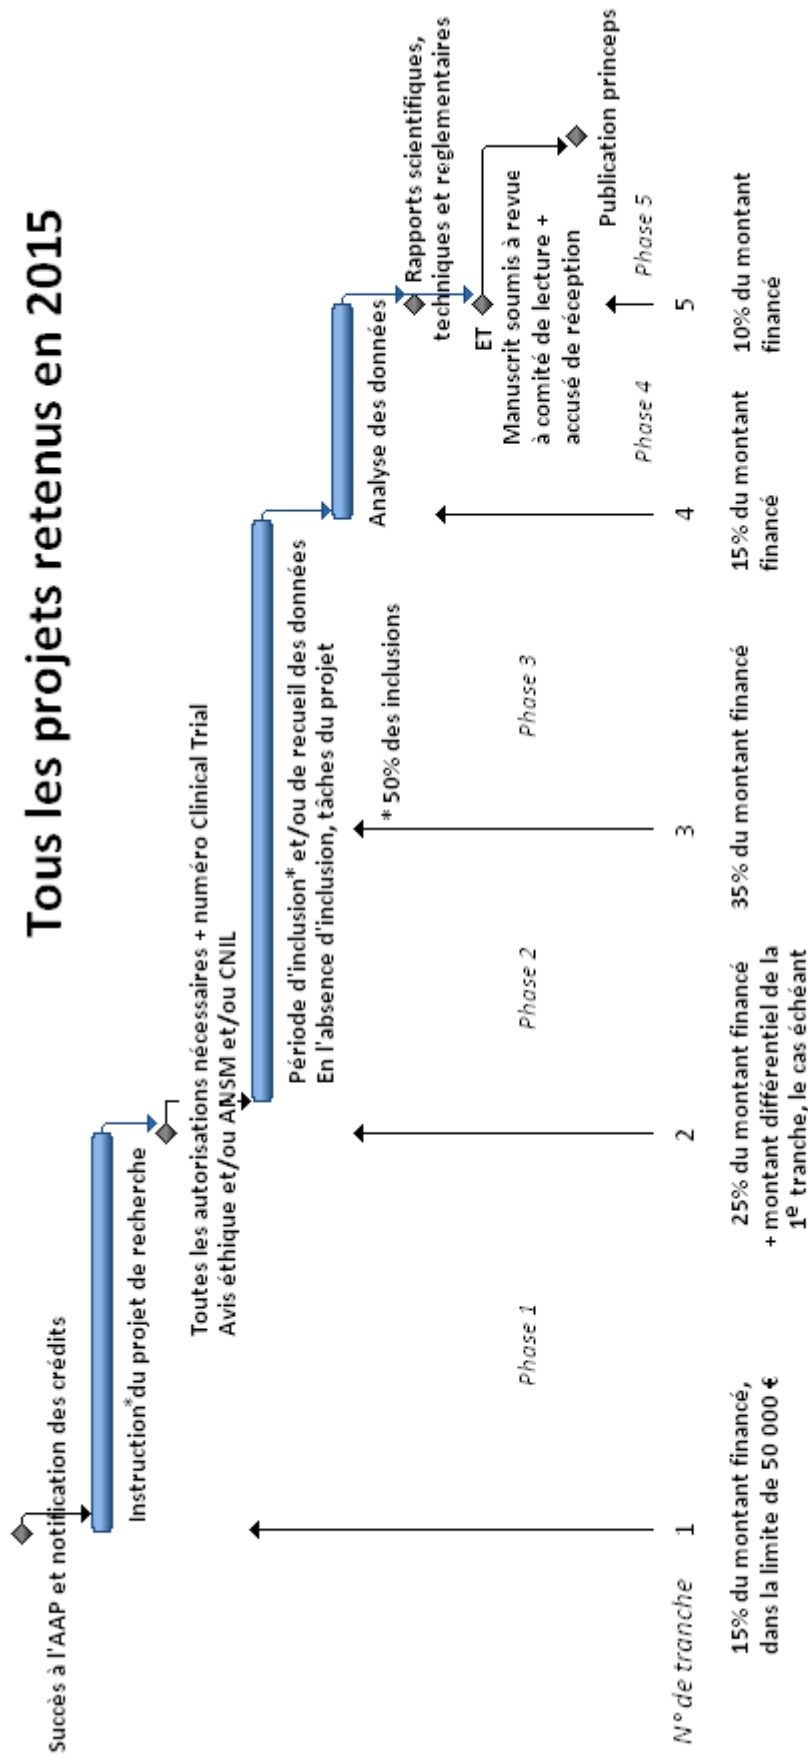 Tous les projets retenus en 2015
Succès à l'AAP et notification des crédits
Instruction*du projet de recherche
Toutes les autorisations nécessaires + numéro Clinical Trial
Avis éthique et/ou ANSM et/ou CNIL
Période d'inclusion* et/ou de recueil des données
En l'absence d'inclusion, tâches du projet
* 50% des inclusions
Analyse des données
Rapports scientifiques,
techniques et reglementaires
ET
Manuscrit soumis à revue
à comité de lecture +
accusé de réception
Publication princeps
Phase 1
Phase 2
Phase 3
Phase 4
Phase 5
N° de tranche
1
2
3
4
5
15% du montant financé,
dans la limite de 50 000 €
25% du montant financé
+ montant différentiel de la
1e tranche, le cas échéant
35% du montant financé
15% du montant
financé
10% du montant
financé